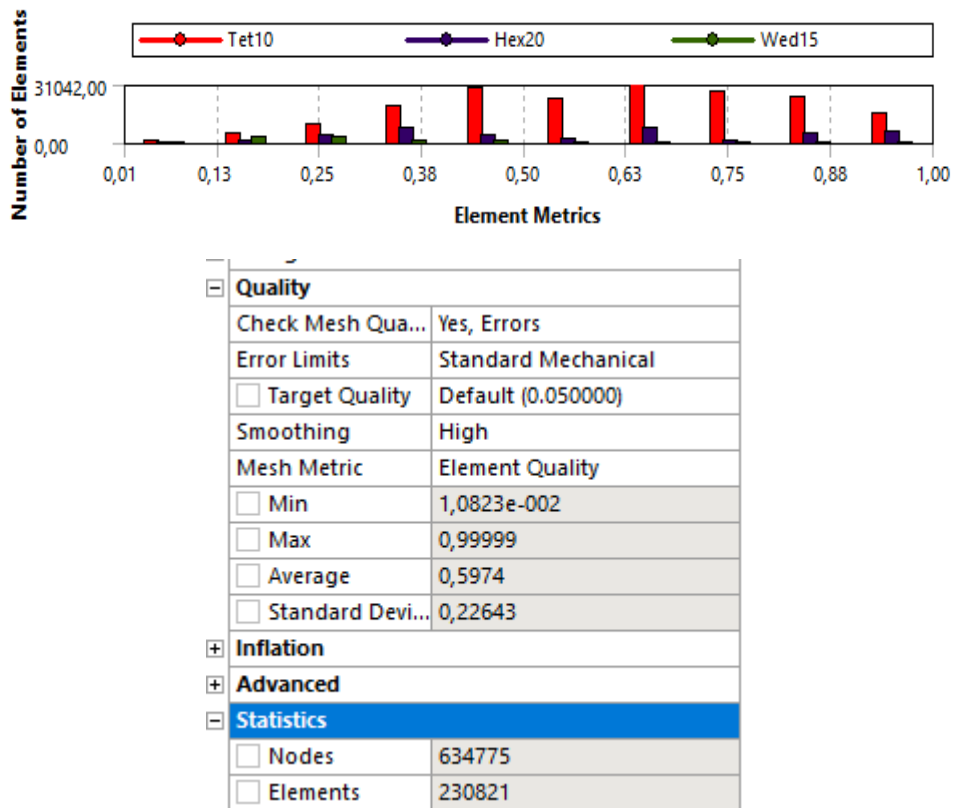 Number of Elements
Tet10 Hex20 Wed15
31042,00
0,00
0,01 0,13 0,25 0,38 0,50 0,63 0,75 0,88 1,00
Element Metrics
Quality
Check Mesh Qua... Yes, Errors
Error Limits Standard Mechanical
Target Quality Default (0.050000)
Smoothing High
Mesh Metric Element Quality
Min 1,0823e-002
Max 0,99999
Average 0,5974
Standard Devi... 0,22643
Inflation
Advanced
Statistics
Nodes 634775
Elements 230821